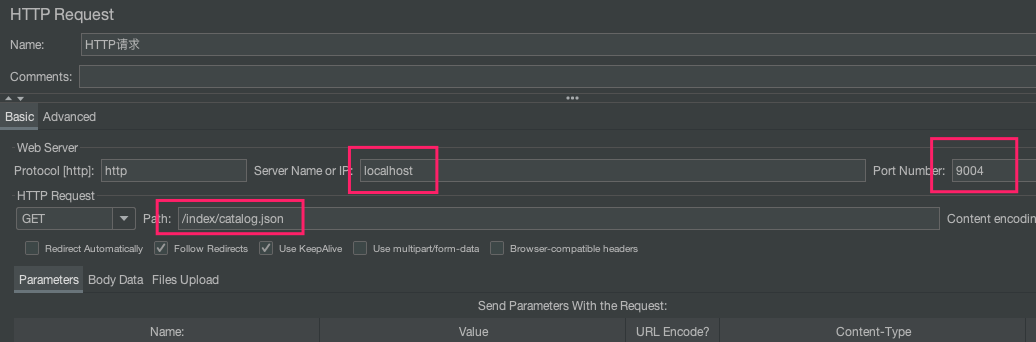 HTTP Request
Name: HTTP请求
Comments:
Basic Advanced
Web Server
Protocol [http]: http Server Name or IP: localhost Port Number: 9004
HTTP Request
GET Path: /index/catalog.json Content encodin
Redirect Automatically Follow Redirects Use KeepAlive Use multipart/form-data Browser-compatible headers
Parameters Body Data Files Upload
Send Parameters With the Request:
Name: Value URL Encode? Content-Type